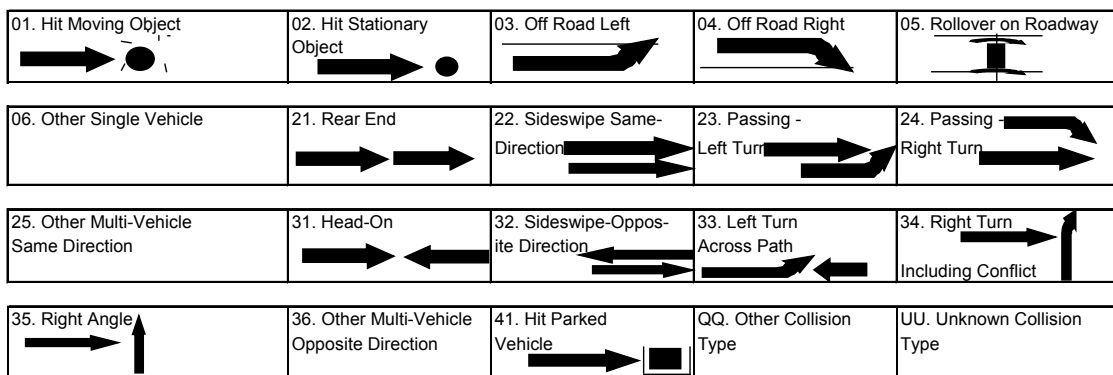 01. Hit Moving Object
02. Hit Stationary
Object
03. Off Road Left
04. Off Road Right
05. Rollover on Roadway
06. Other Single Vehicle
21. Rear End
22. Sideswipe Same-
Direction
23. Passing -
Left Turn
24. Passing -
Right Turn
25. Other Multi-Vehicle
Same Direction
31. Head-On
32. Sideswipe-Oppos-
ite Direction
33. Left Turn
Across Path
34. Right Turn
Including Conflict
35. Right Angle
36. Other Multi-Vehicle
Opposite Direction
41. Hit Parked
Vehicle
QQ. Other Collision
Type
UU. Unknown Collision
Type